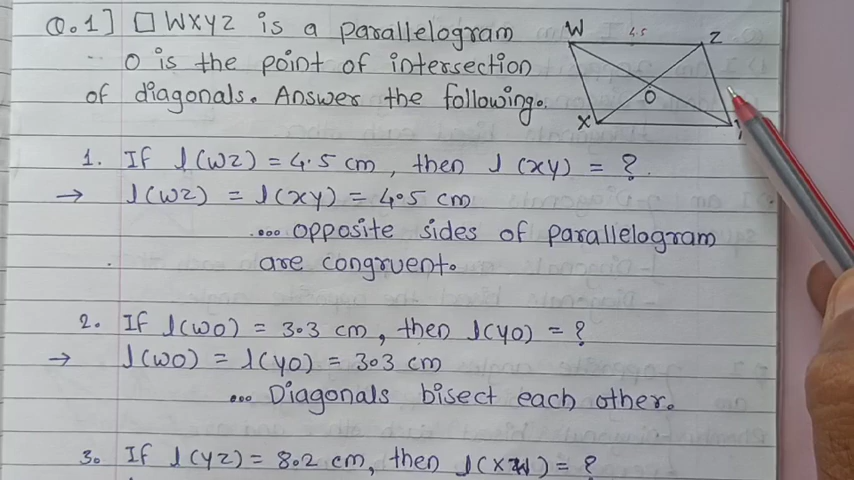 Q.1] □ WXYZ is a parallelogram
O is the point of intersection
of diagonals. Answer the following.
W 4.5 Z
O
X
1. If l(WZ) = 4.5 cm, then l(XY) = ?
→ l(WZ) = l(XY) = 4.5 cm
... opposite sides of parallelogram
are congruent.
2. If l(WO) = 3.3 cm, then l(YO) = ?
→ l(WO) = l(YO) = 3.3 cm
... Diagonals bisect each other.
3. If l(YZ) = 8.2 cm, then l(XW) = ?